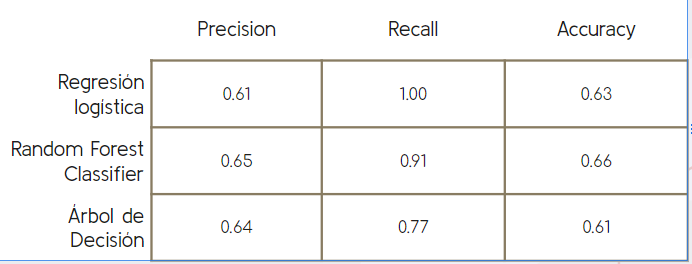 Precision Recall Accuracy
Regresión
logística
0.61 1.00 0.63
Random Forest
Classifier
0.65 0.91 0.66
Árbol de
Decisión
0.64 0.77 0.61